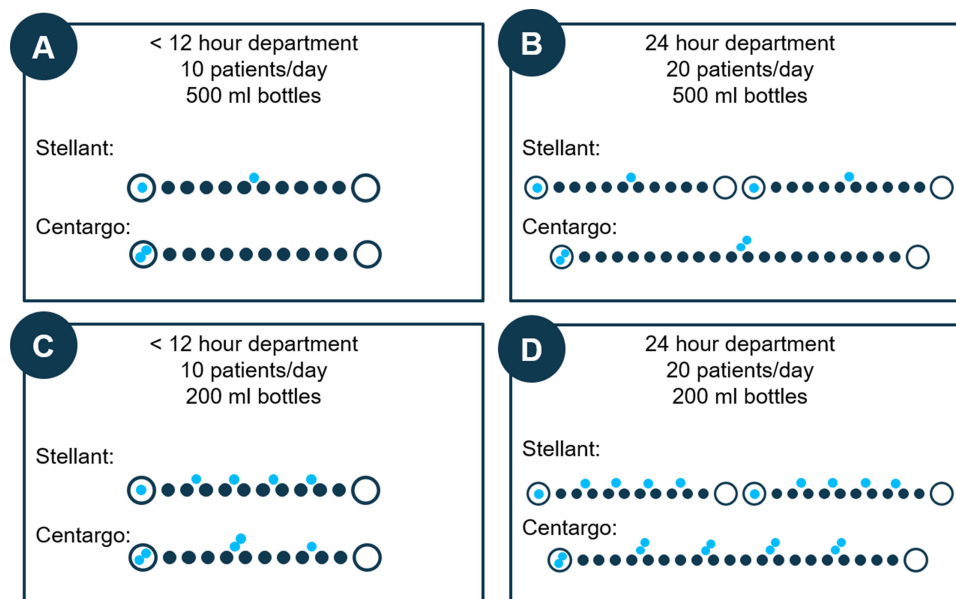 A
< 12 hour department
10 patients/day
500 ml bottles
Stellant:
Centargo:
B
24 hour department
20 patients/day
500 ml bottles
Stellant:
Centargo:
C
< 12 hour department
10 patients/day
200 ml bottles
Stellant:
Centargo:
D
24 hour department
20 patients/day
200 ml bottles
Stellant:
Centargo: